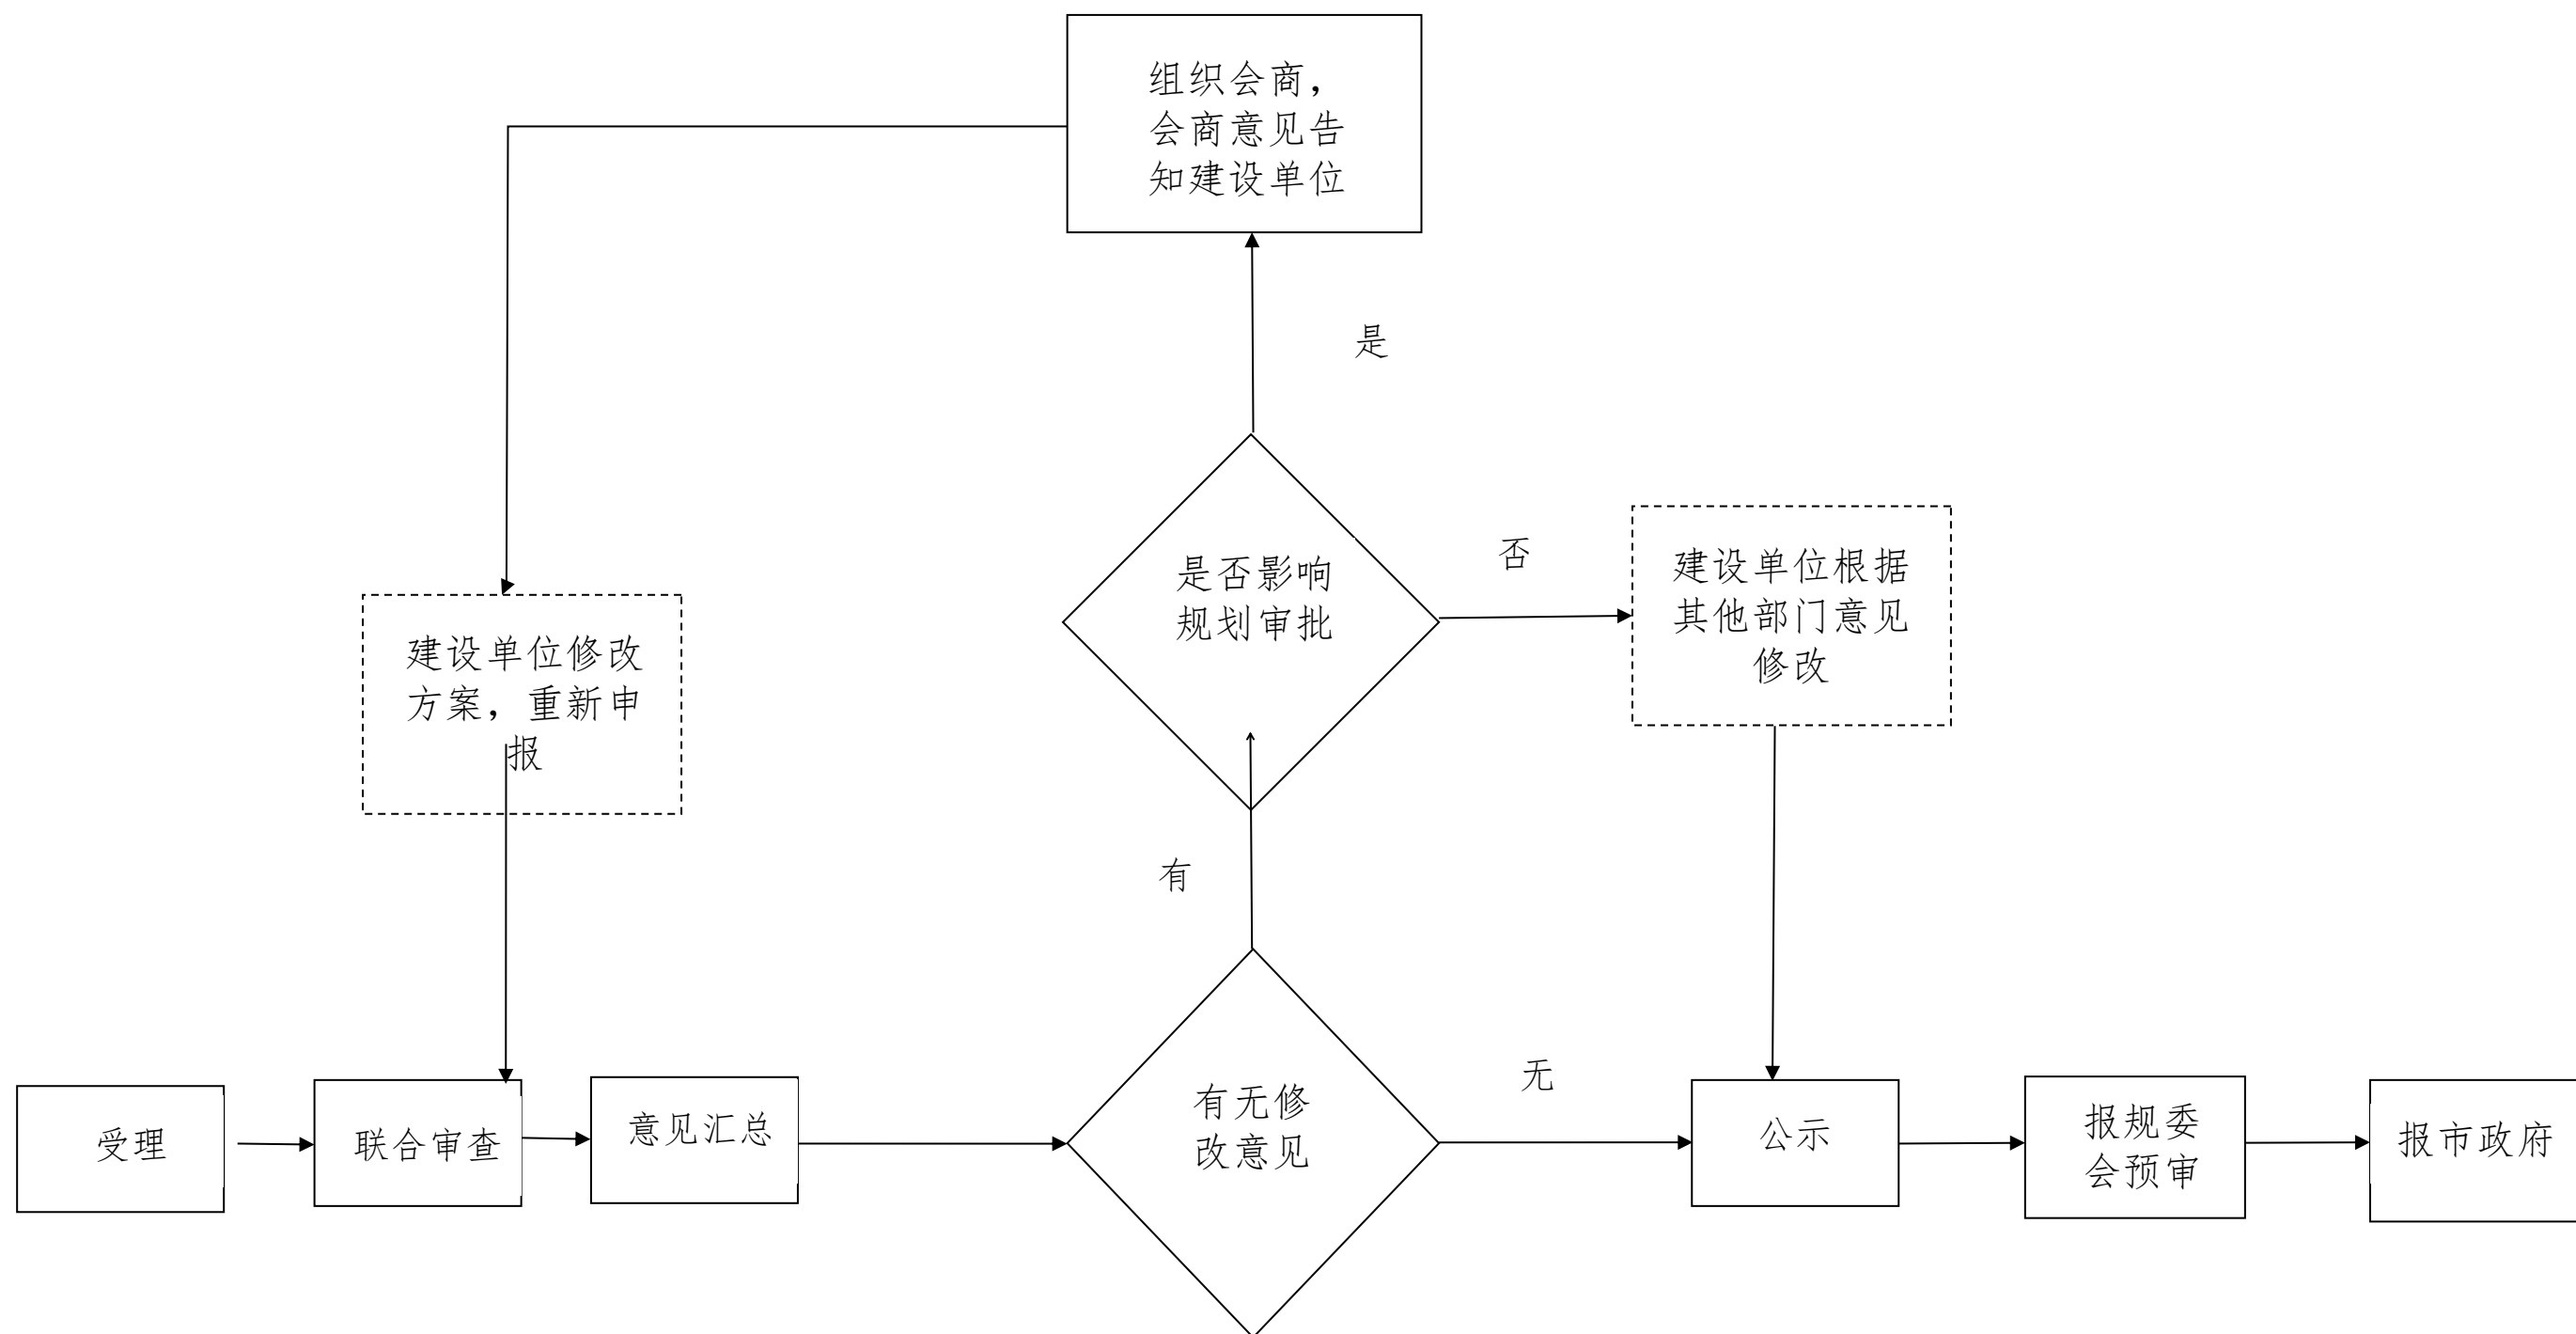 组织会商，
会商意见告
知建设单位
是
是否影响
规划审批
否
建设单位根据
其他部门意见
修改
建设单位修改
方案，重新申
报
有
受理
联合审查
意见汇总
有无修
改意见
无
公示
报规委
会预审
报市政府